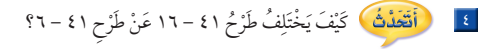 ٤ أَتَحَدَّثُ كَيْفَ يَخْتَلِفُ طَرْحُ ٤١ – ١٦ عَنْ طَرْحِ ٤١ – ٦؟